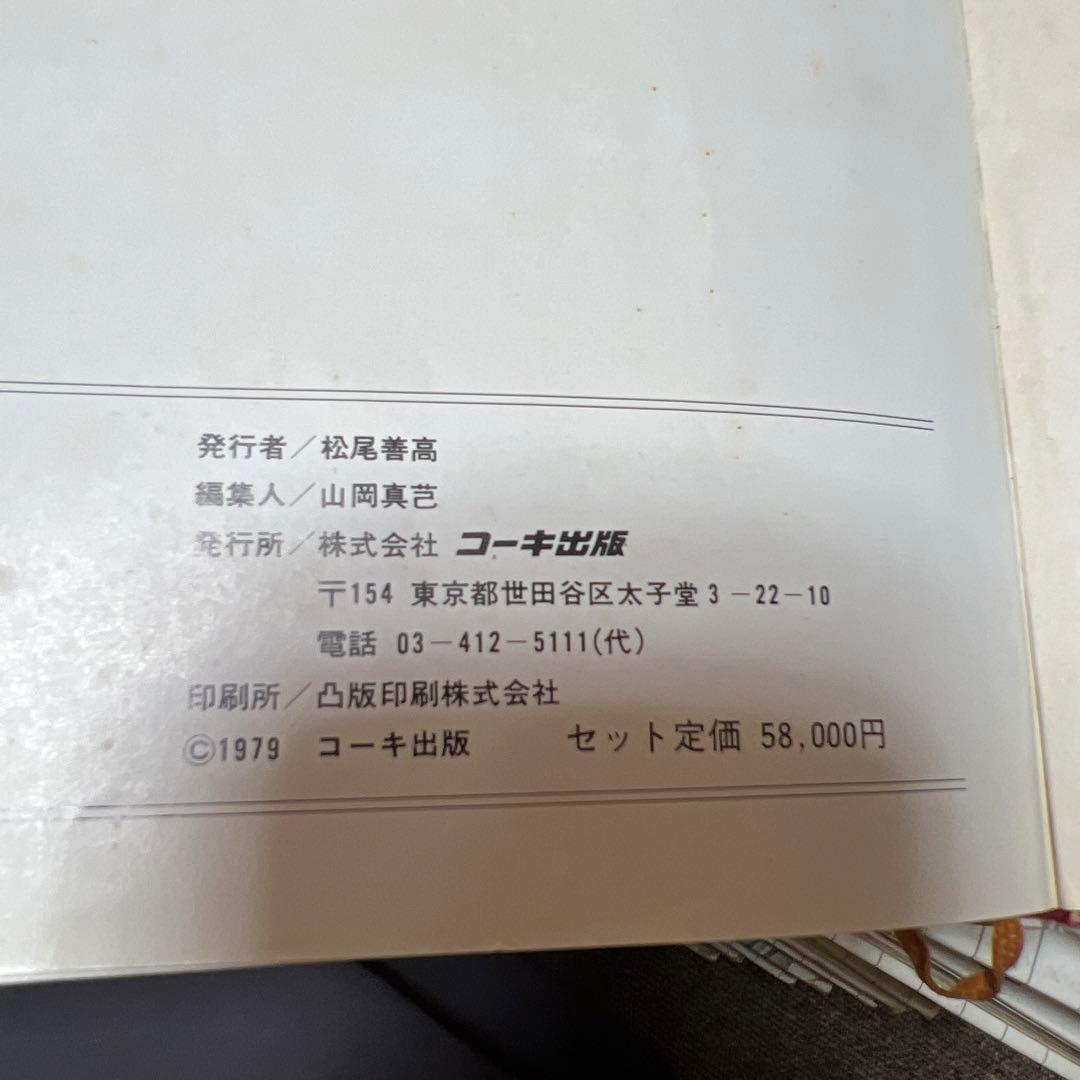 発行者／松尾善高
編集人／山岡真芑
発行所／株式会社 コーキ出版
〒154 東京都世田谷区太子堂3-22-10
電話 03-412-5111(代)
印刷所／凸版印刷株式会社
©1979 コーキ出版 セット定価 58,000円